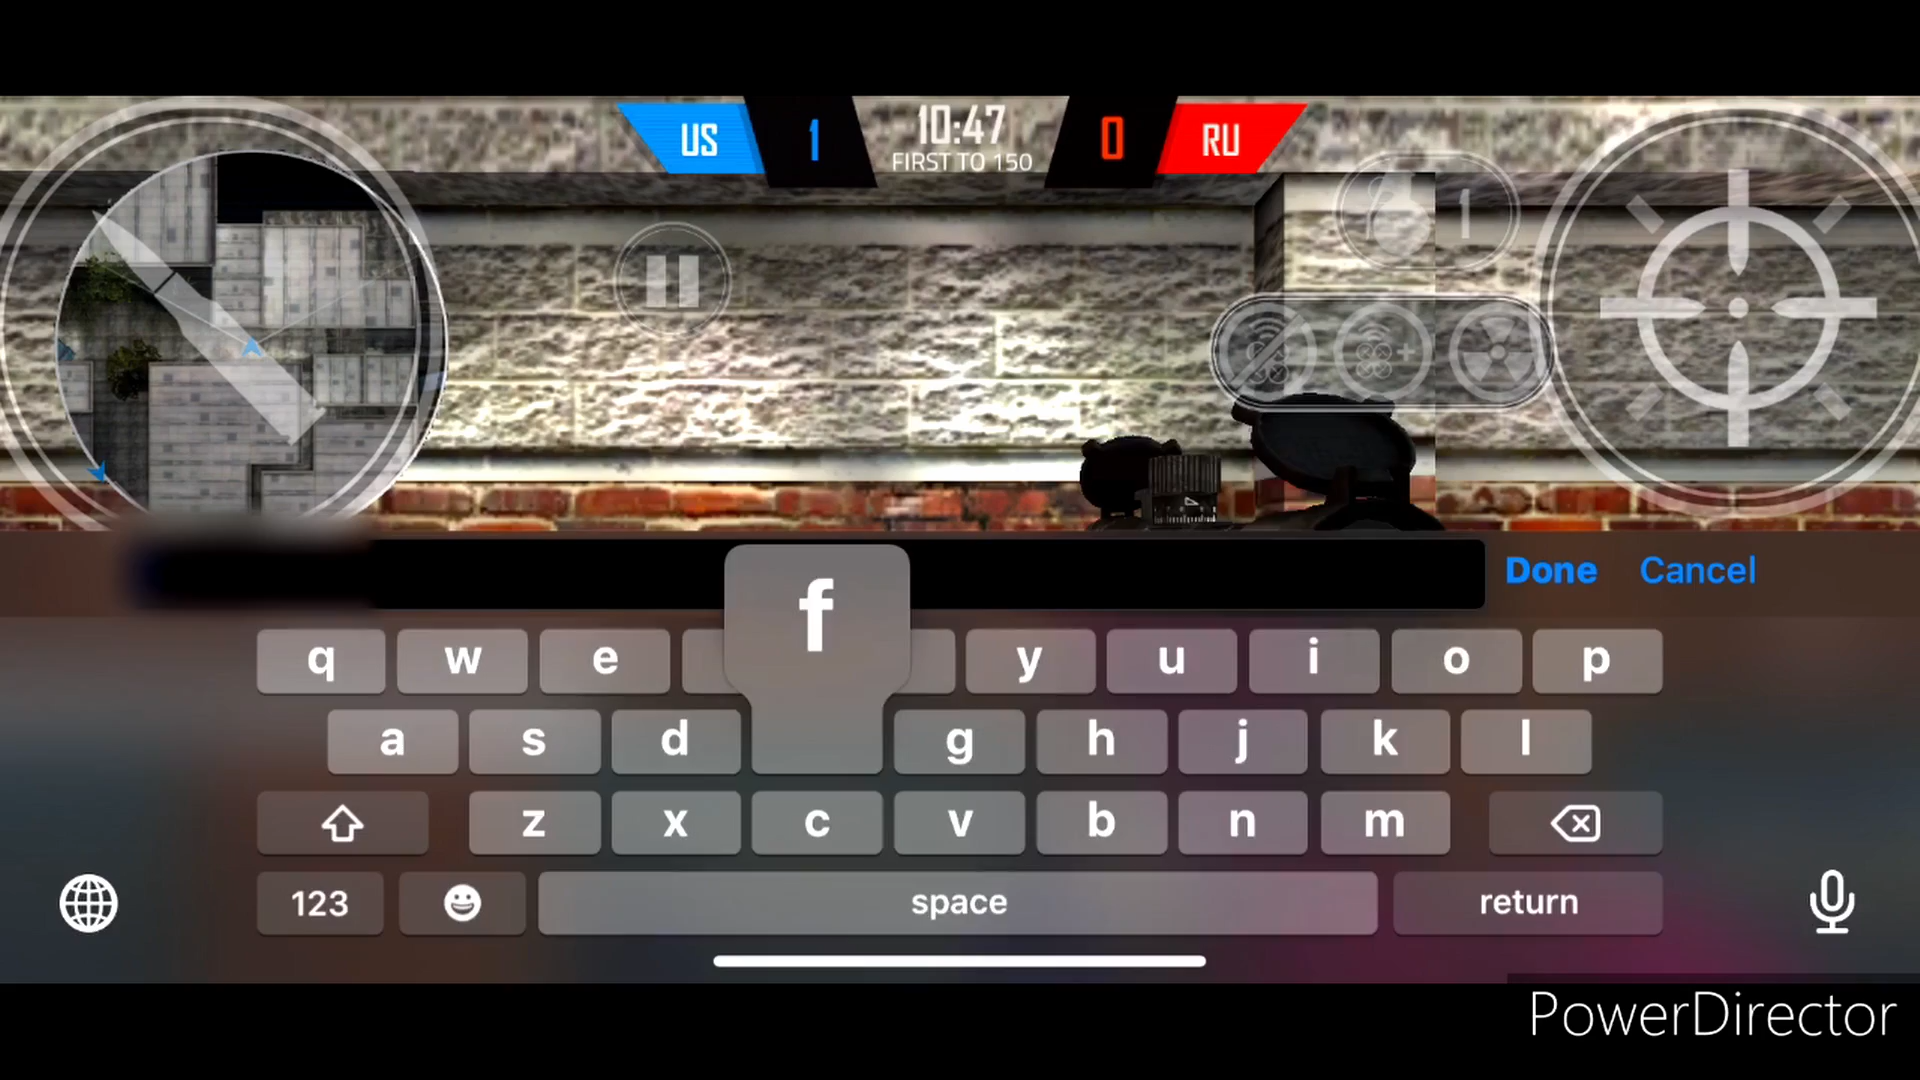 US 1 10:47 0 RU
FIRST TO 150
1
Done Cancel
f
q w e y u i o p
a s d g h j k l
z x c v b n m
123 space return
PowerDirector